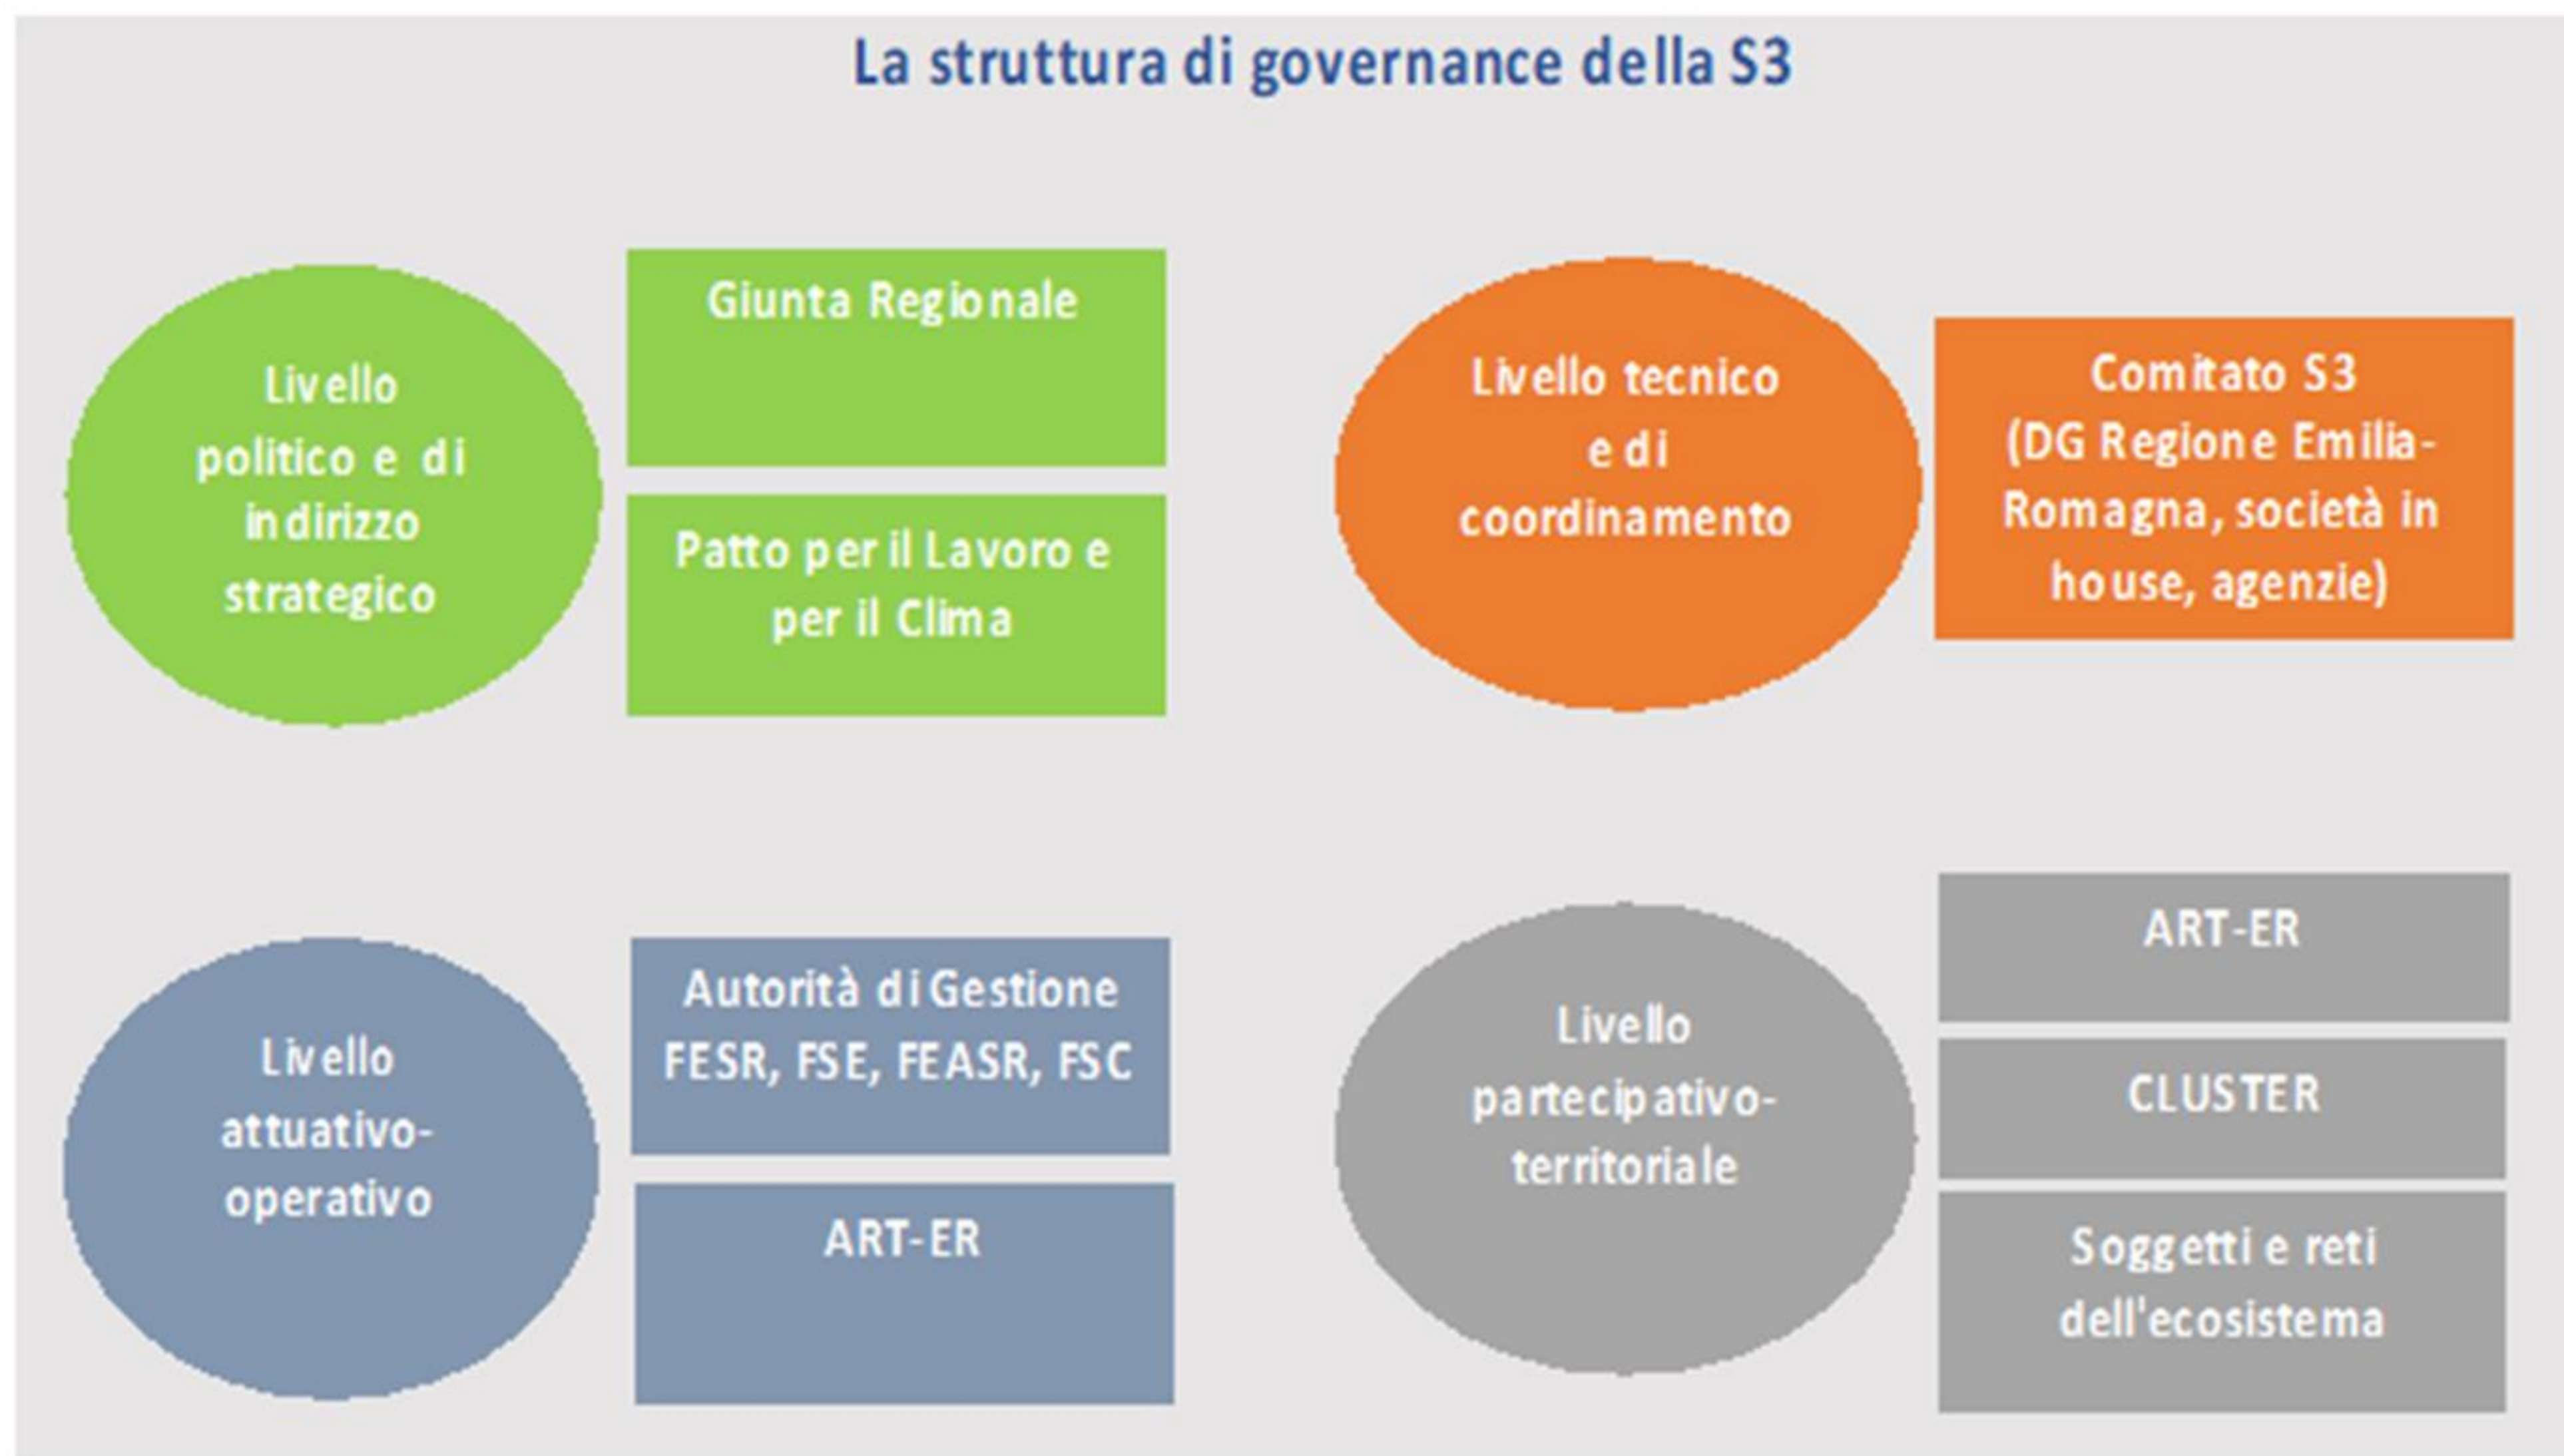 La struttura di governance della S3
Livello
politico e di
indirizzo
strategico
Giunta Regionale
Patto per il Lavoro e
per il Clima
Livello tecnico
e di
coordinamento
Comitato S3
(DG Regione Emilia-
Romagna, società in
house, agenzie)
Livello
attuativo-
operativo
Autorità di Gestione
FESR, FSE, FEASR, FSC
ART-ER
Livello
partecipativo-
territoriale
ART-ER
CLUSTER
Soggetti e reti
dell'ecosistema